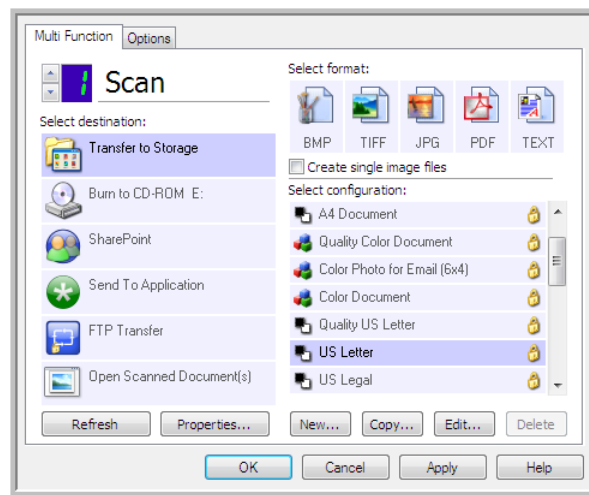 Multi Function
Options
1
Scan
Select destination:
Transfer to Storage
Burn to CD-ROM E:
SharePoint
Send To Application
FTP Transfer
Open Scanned Document(s)
Refresh
Properties...
Select format:
BMP TIFF JPG PDF TEXT
Create single image files
Select configuration:
A4 Document
Quality Color Document
Color Photo for Email (6x4)
Color Document
Quality US Letter
US Letter
US Legal
New... Copy... Edit... Delete
OK Cancel Apply Help